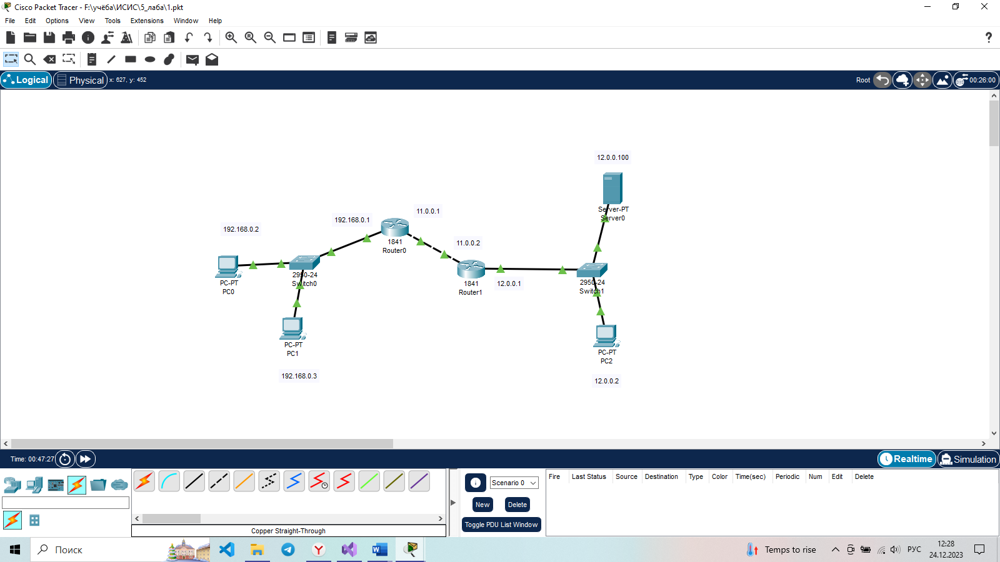 Cisco Packet Tracer - F:\учёба\ИСИС\5_лаба\1.pkt
File Edit Options View Tools Extensions Window Help
?
Logical Physical x: 627, y: 452 Root 00:26:00
12.0.0.100
Server-PT
Server0
11.0.0.1
192.168.0.1
192.168.0.2
1841
Router0
11.0.0.2
PC-PT
PC0
2950-24
Switch0
1841
Router1
12.0.0.1
2950-24
Switch1
PC-PT
PC1
192.168.0.3
PC-PT
PC2
12.0.0.2
Time: 00:47:27 Realtime Simulation
Scenario 0
New Delete
Toggle PDU List Window
Fire Last Status Source Destination Type Color Time(sec) Periodic Num Edit Delete
Copper Straight-Through
Поиск
Temps to rise
РУС
12:28
24.12.2023